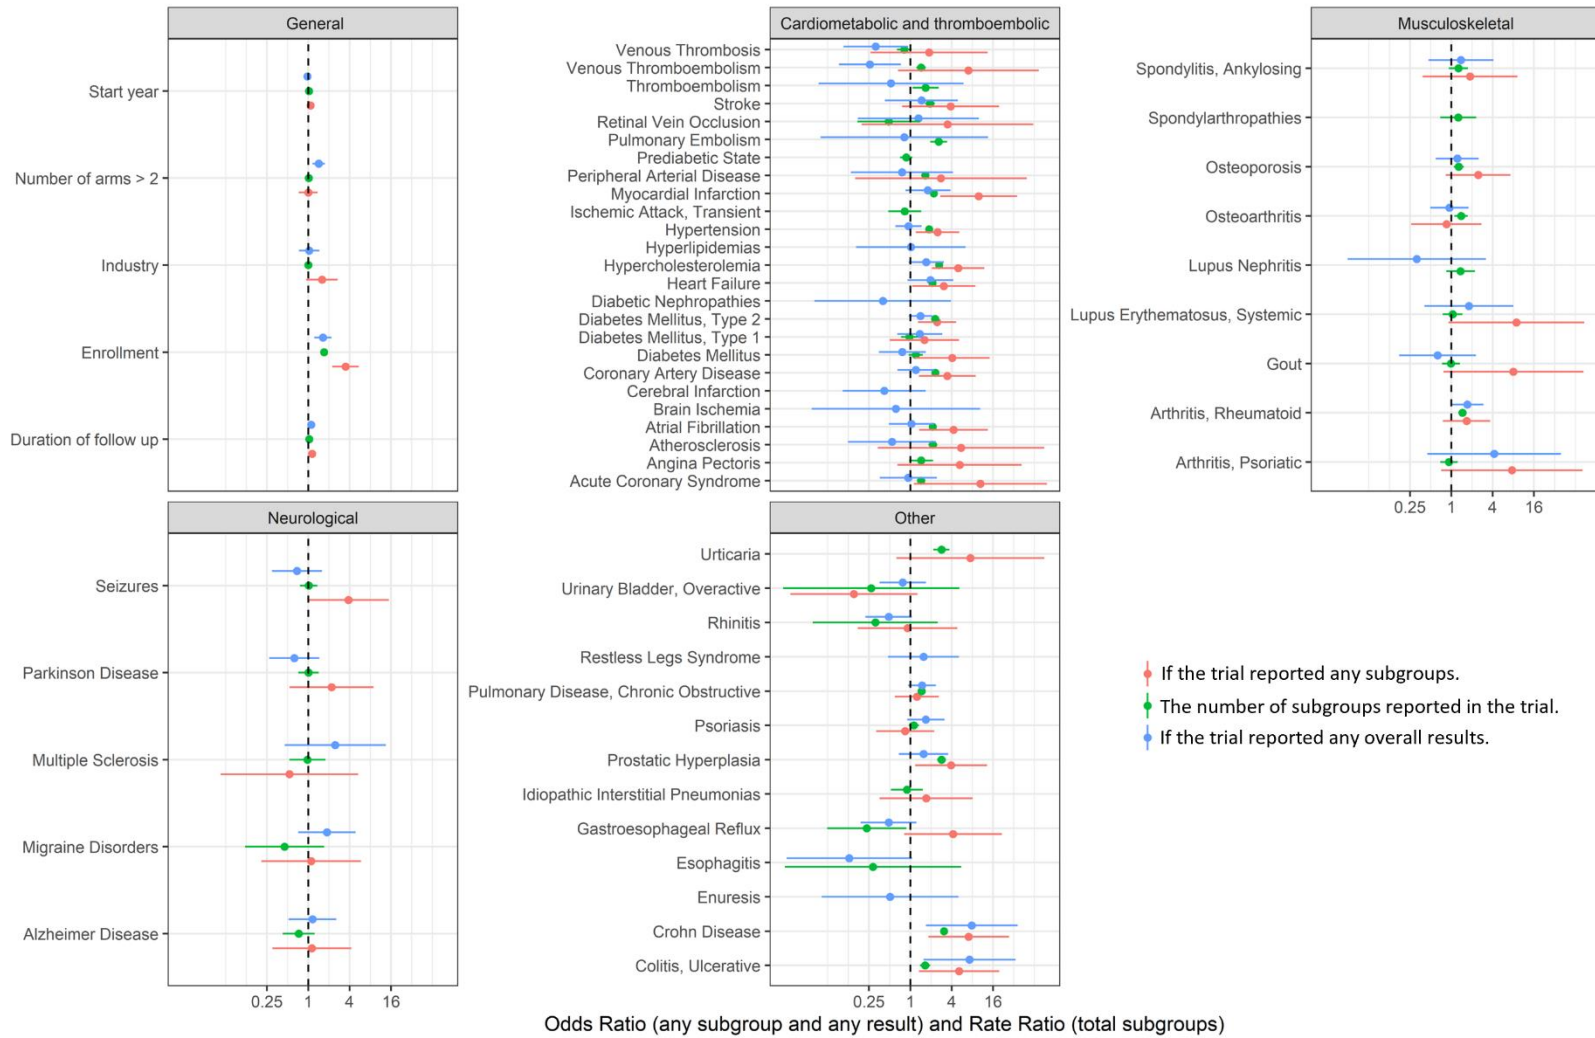 General
Start year
Number of arms > 2
Industry
Enrollment
Duration of follow up
Cardiometabolic and thromboembolic
Venous Thrombosis
Venous Thromboembolism
Thromboembolism
Stroke
Retinal Vein Occlusion
Pulmonary Embolism
Prediabetic State
Peripheral Arterial Disease
Myocardial Infarction
Ischemic Attack, Transient
Hypertension
Hyperlipidemias
Hypercholesterolemia
Heart Failure
Diabetic Nephropathies
Diabetes Mellitus, Type 2
Diabetes Mellitus, Type 1
Diabetes Mellitus
Coronary Artery Disease
Cerebral Infarction
Brain Ischemia
Atrial Fibrillation
Atherosclerosis
Angina Pectoris
Acute Coronary Syndrome
Musculoskeletal
Spondylitis, Ankylosing
Spondylarthropathies
Osteoporosis
Osteoarthritis
Lupus Nephritis
Lupus Erythematosus, Systemic
Gout
Arthritis, Rheumatoid
Arthritis, Psoriatic
0.25 1 4 16
Neurological
Seizures
Parkinson Disease
Multiple Sclerosis
Migraine Disorders
Alzheimer Disease
0.25 1 4 16
Other
Urticaria
Urinary Bladder, Overactive
Rhinitis
Restless Legs Syndrome
Pulmonary Disease, Chronic Obstructive
Psoriasis
Prostatic Hyperplasia
Idiopathic Interstitial Pneumonias
Gastroesophageal Reflux
Esophagitis
Enuresis
Crohn Disease
Colitis, Ulcerative
0.25 1 4 16
If the trial reported any subgroups.
The number of subgroups reported in the trial.
If the trial reported any overall results.
Odds Ratio (any subgroup and any result) and Rate Ratio (total subgroups)